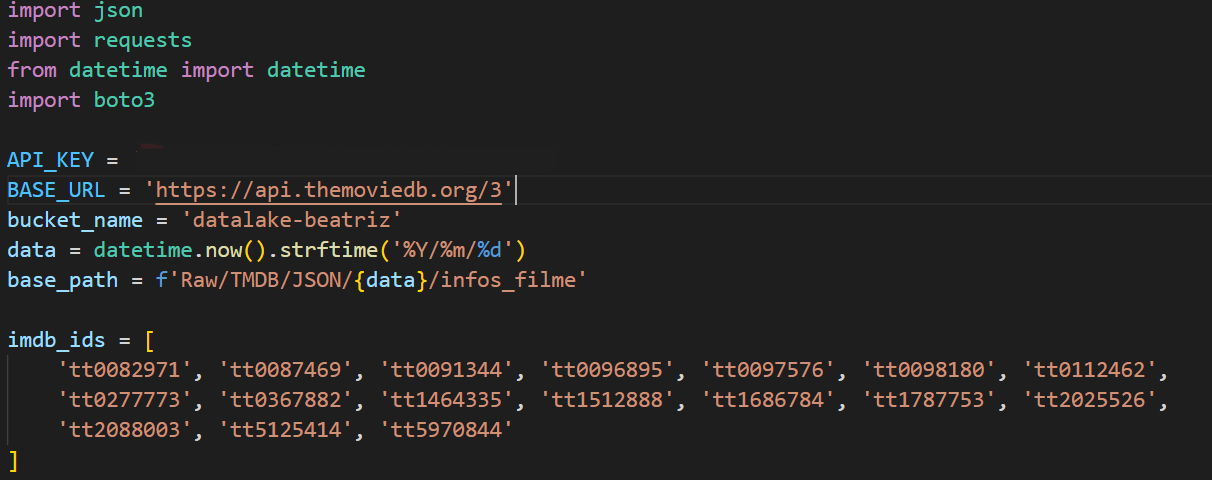 import json
import requests
from datetime import datetime
import boto3
API_KEY =
BASE_URL = 'https://api.themoviedb.org/3'
bucket_name = 'datalake-beatriz'
data = datetime.now().strftime('%Y/%m/%d')
base_path = f'Raw/TMDB/JSON/{data}/infos_filme'
imdb_ids = [
'tt0082971', 'tt0087469', 'tt0091344', 'tt0096895', 'tt0097576', 'tt0098180', 'tt0112462',
'tt0277773', 'tt0367882', 'tt1464335', 'tt1512888', 'tt1686784', 'tt1787753', 'tt2025526',
'tt2088003', 'tt5125414', 'tt5970844'
]